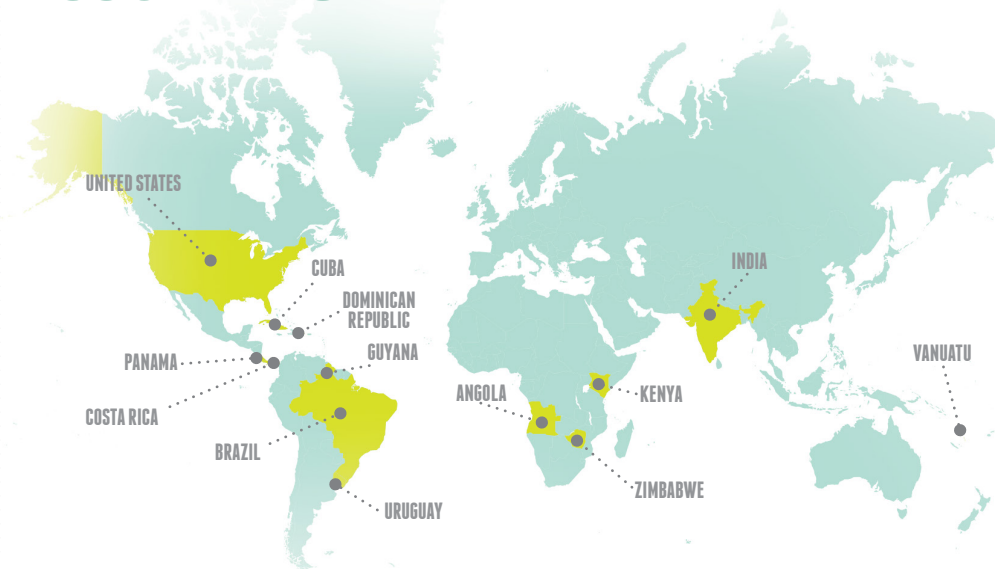 UNITED STATES
CUBA
INDIA
DOMINICAN
REPUBLIC
GUYANA
VANUATU
PANAMA
ANGOLA
KENYA
COSTA RICA
BRAZIL
ZIMBABWE
URUGUAY